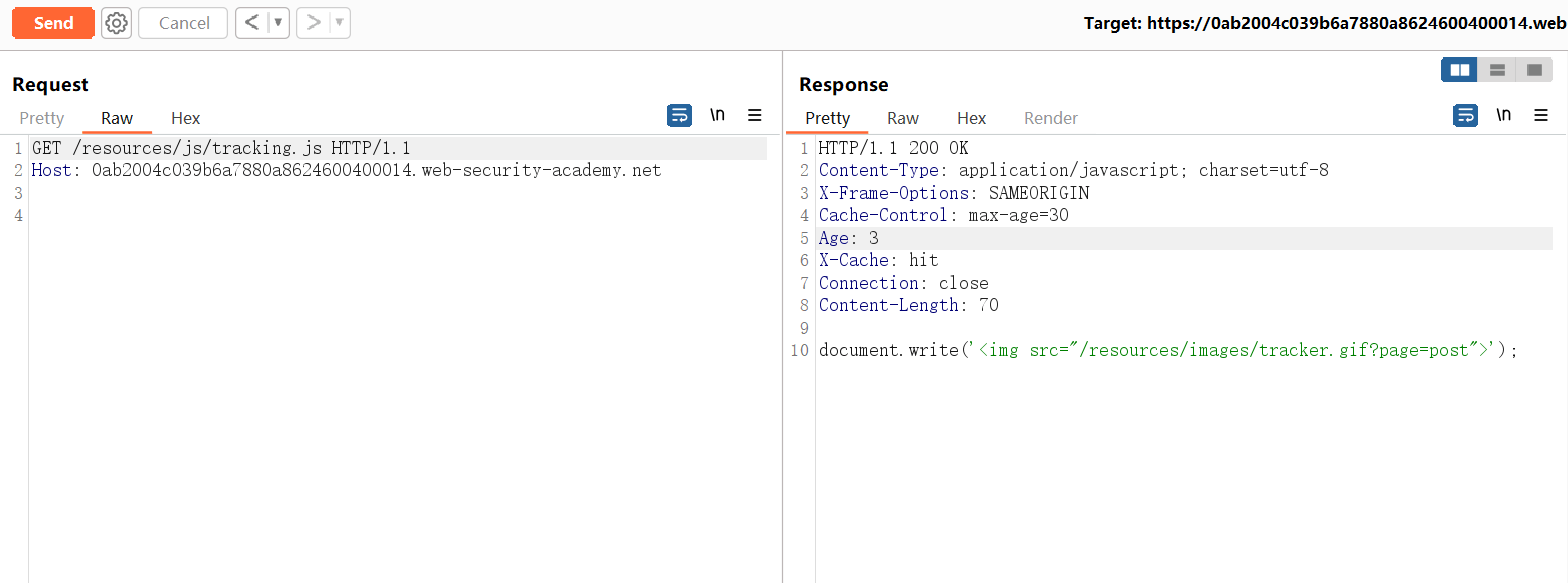 Send Cancel < ▼ > ▼ Target: https://0ab2004c039b6a7880a8624600400014.web
Request
Pretty Raw Hex \n
1 GET /resources/js/tracking.js HTTP/1.1
2 Host: 0ab2004c039b6a7880a8624600400014.web-security-academy.net
3
4
Response
Pretty Raw Hex Render \n
1 HTTP/1.1 200 OK
2 Content-Type: application/javascript; charset=utf-8
3 X-Frame-Options: SAMEORIGIN
4 Cache-Control: max-age=30
5 Age: 3
6 X-Cache: hit
7 Connection: close
8 Content-Length: 70
9
10 document.write('<img src="/resources/images/tracker.gif?page=post">');